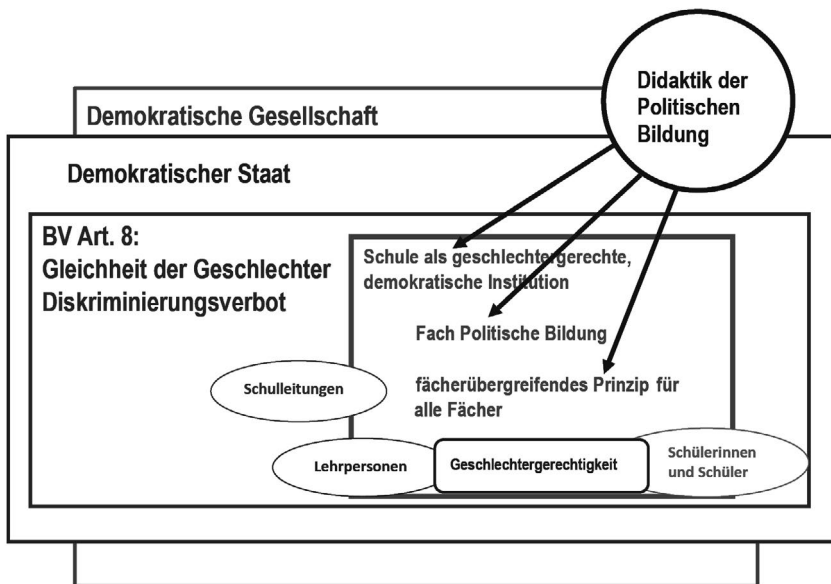 Didaktik der
Politischen
Bildung
Demokratische Gesellschaft
Demokratischer Staat
BV Art. 8:
Gleichheit der Geschlechter
Diskriminierungsverbot
Schule als geschlechtergerechte,
demokratische Institution
Fach Politische Bildung
fächerübergreifendes Prinzip für
alle Fächer
Schulleitungen
Lehrpersonen
Geschlechtergerechtigkeit
Schülerinnen
und Schüler